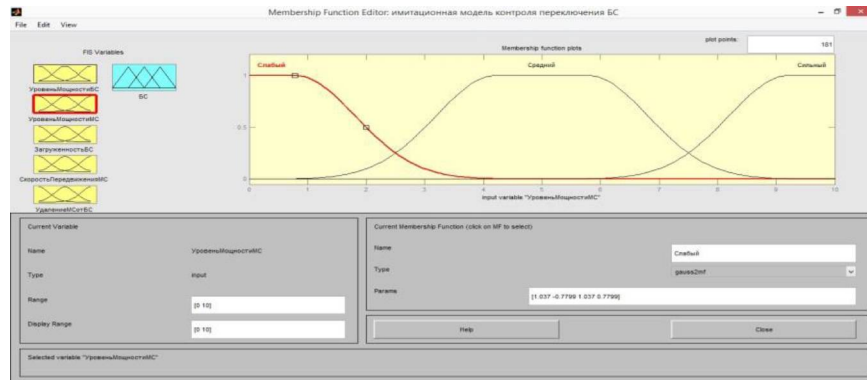 Membership Function Editor: имитационная модель контроля переключения БС
File Edit View
FIS Variables
Membership function plots
plot points:
181
УровеньМощностиБС
БС
УровеньМощностиМС
ЗагруженностьБС
СкоростьПередвиженияМС
УдалениеМСотБС
Слабый
Средний
Сильный
1
0.5
0
0 1 2 3 4 5 6 7 8 9 10
input variable "УровеньМощностиМС"
Current Variable
Name УровеньМощностиМС
Type input
Range [0 10]
Display Range [0 10]
Current Membership Function (click on MF to select)
Name Слабый
Type gauss2mf
Params [1.037 -0.7799 1.037 0.7799]
Help Close
Selected variable "УровеньМощностиМС"